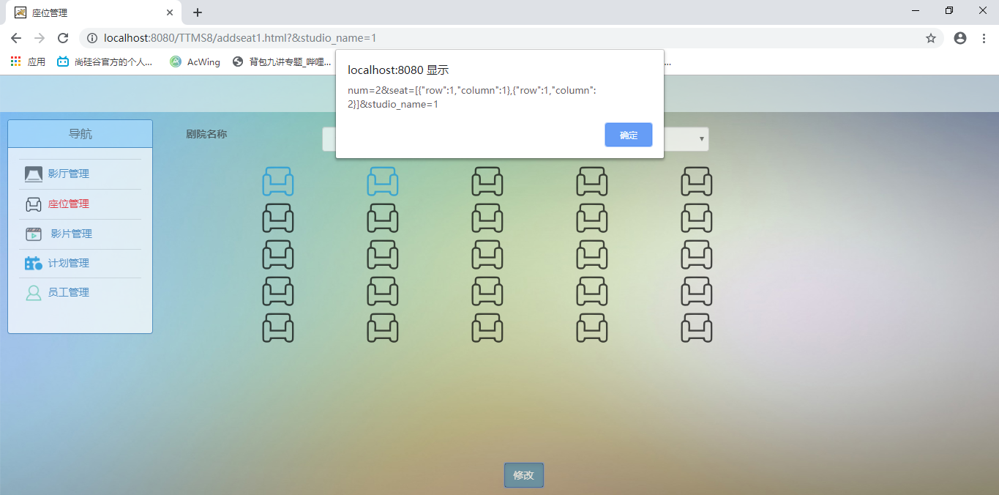 座位管理
localhost:8080/TTMS8/addseat1.html?&studio_name=1
应用 尚硅谷官方的个人... AcWing 背包九讲专题_哔哩... ...
localhost:8080 显示
num=2&seat=[{"row":1,"column":1},{"row":1,"column":
2}]&studio_name=1
确定
导航
剧院名称
影厅管理
座位管理
影片管理
计划管理
员工管理
修改